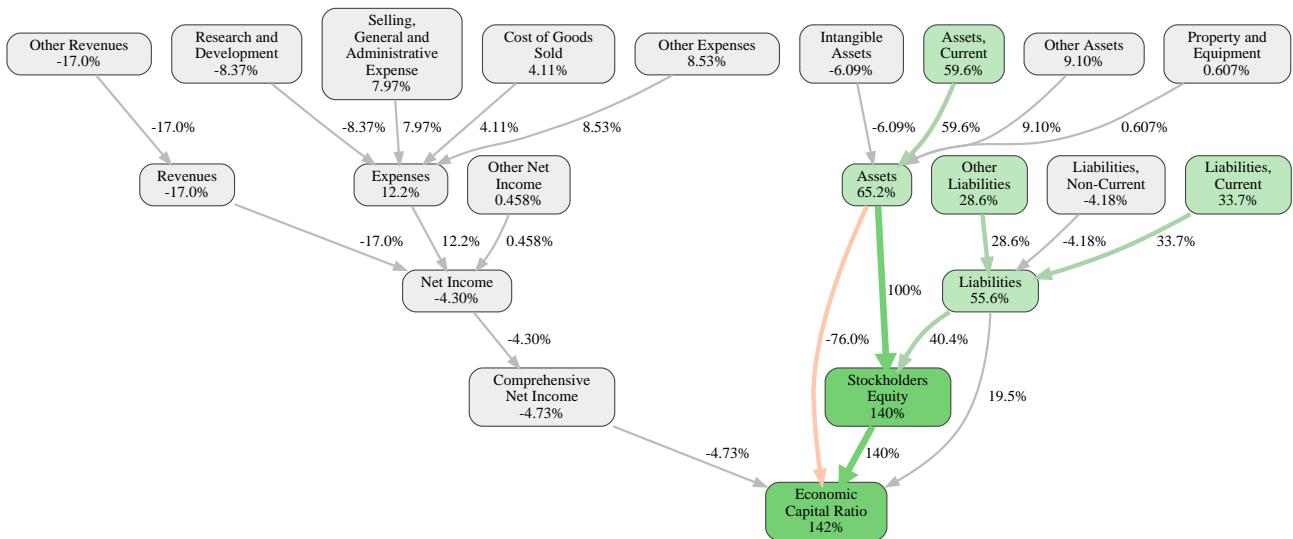 Other Revenues
-17.0%
Research and
Development
-8.37%
Selling,
General and
Administrative
Expense
7.97%
Cost of Goods
Sold
4.11%
Other Expenses
8.53%
Intangible
Assets
-6.09%
Assets,
Current
59.6%
Other Assets
9.10%
Property and
Equipment
0.607%
-17.0%
-8.37%
7.97%
4.11%
8.53%
-6.09%
59.6%
9.10%
0.607%
Revenues
-17.0%
Expenses
12.2%
Other Net
Income
0.458%
Assets
65.2%
Other
Liabilities
28.6%
Liabilities,
Non-Current
-4.18%
Liabilities,
Current
33.7%
-17.0%
12.2%
0.458%
28.6%
-4.18%
33.7%
Net Income
-4.30%
Liabilities
55.6%
100%
-4.30%
-76.0%
40.4%
Comprehensive
Net Income
-4.73%
Stockholders
Equity
140%
19.5%
-4.73%
140%
Economic
Capital Ratio
142%